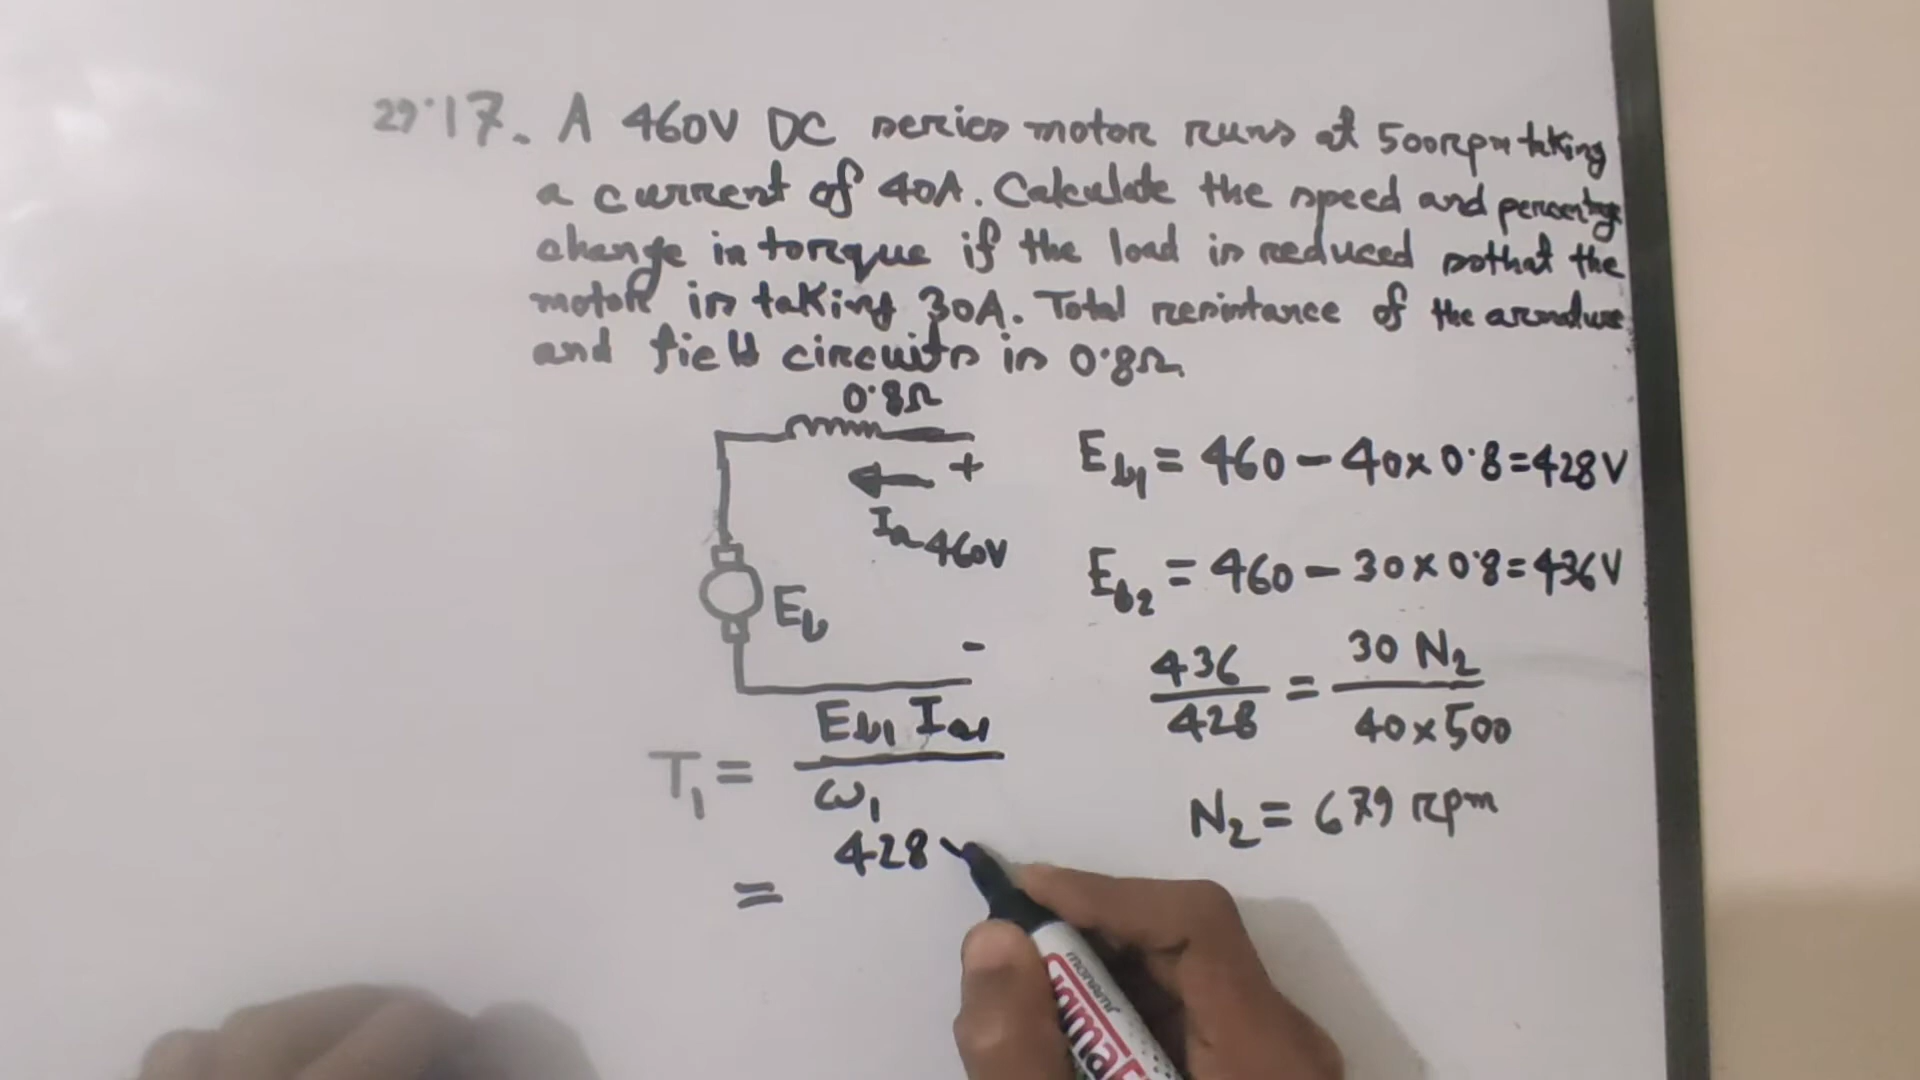 29.17. A 460V DC series motor runs at 500rpm taking
a current of 40A. Calculate the speed and percentage
change in torque if the load is reduced so that the
motor is taking 30A. Total resistance of the armature
and field circuits is 0.8Ω.
0.8Ω
+
Ia 460V
Eb
-
Eb1 = 460 - 40×0.8 = 428V
Eb2 = 460 - 30×0.8 = 436V
436/428 = 30 N2/40×500
N2 = 679 rpm
T1 = Eb1 Ia1/ω1
= 428
monami